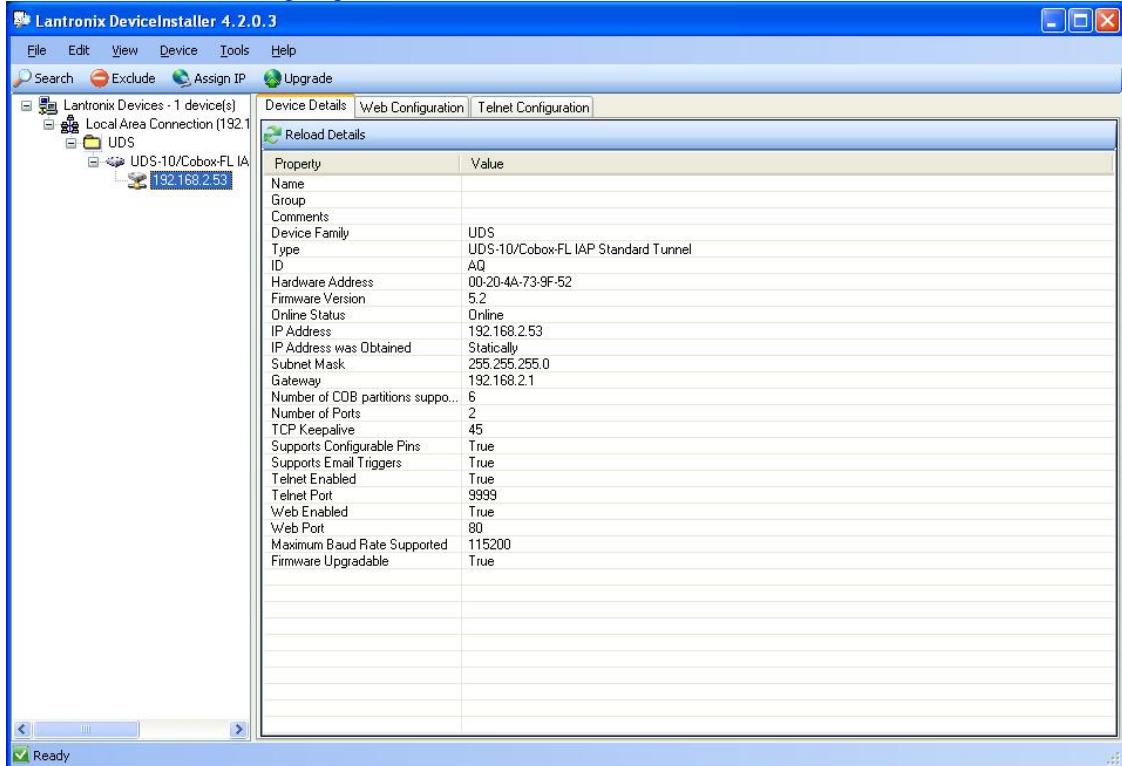 Lantronix DeviceInstaller 4.2.0.3
File Edit View Device Tools Help
Search Exclude Assign IP Upgrade
Lantronix Devices - 1 device(s)
Local Area Connection (192.1
UDS
UDS-10/Cobox-FL IA
192.168.2.53
Device Details Web Configuration Telnet Configuration
Reload Details
Property Value
Name
Group
Comments
Device Family UDS
Type UDS-10/Cobox-FL IAP Standard Tunnel
ID AQ
Hardware Address 00-20-4A-73-9F-52
Firmware Version 5.2
Online Status Online
IP Address 192.168.2.53
IP Address was Obtained Statically
Subnet Mask 255.255.255.0
Gateway 192.168.2.1
Number of COB partitions suppo... 6
Number of Ports 2
TCP Keepalive 45
Supports Configurable Pins True
Supports Email Triggers True
Telnet Enabled True
Telnet Port 9999
Web Enabled True
Web Port 80
Maximum Baud Rate Supported 115200
Firmware Upgradable True
Ready